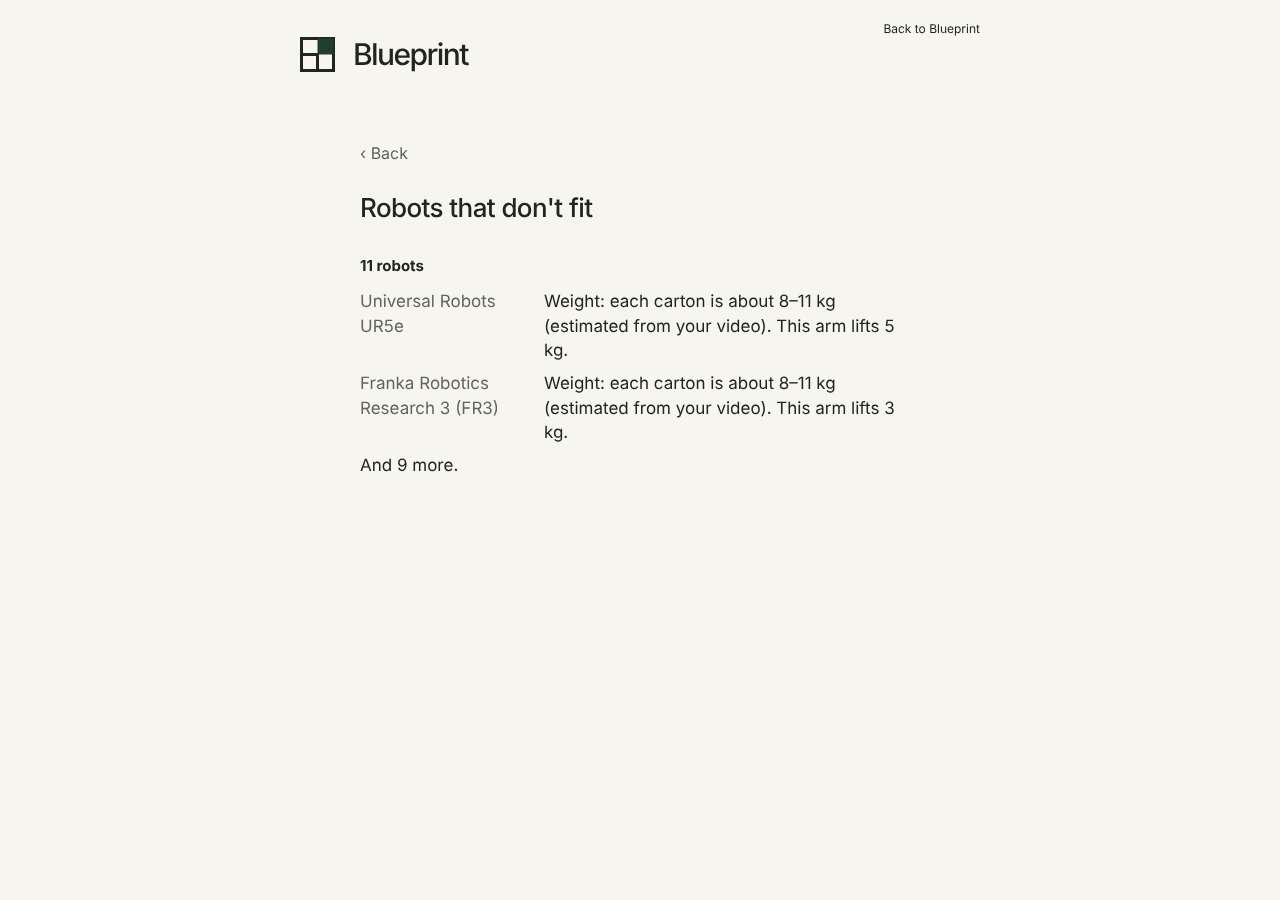 Back to Blueprint
Blueprint
‹ Back
Robots that don't fit
11 robots
Universal Robots
UR5e
Weight: each carton is about 8–11 kg
(estimated from your video). This arm lifts 5
kg.
Franka Robotics
Research 3 (FR3)
Weight: each carton is about 8–11 kg
(estimated from your video). This arm lifts 3
kg.
And 9 more.